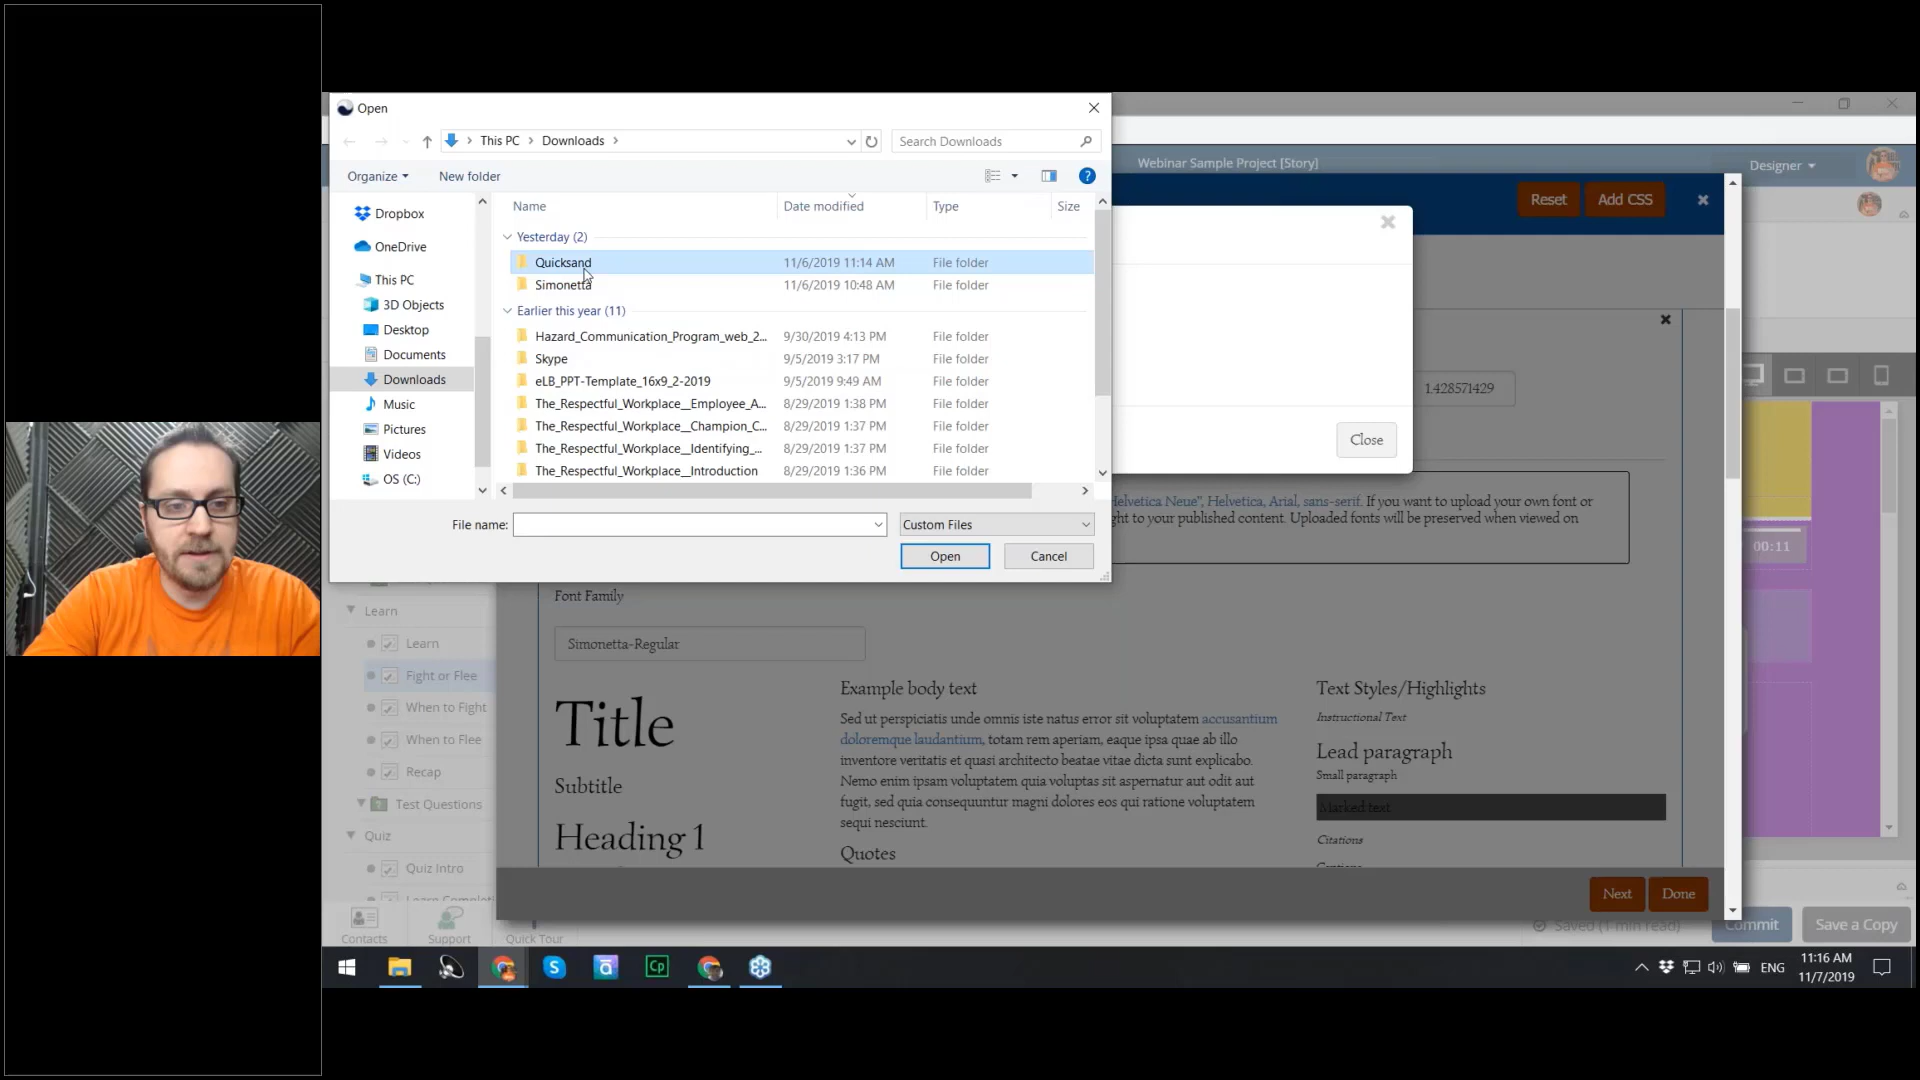 Open
This PC
Downloads
Search Downloads
Organize
New folder
Name
Date modified
Type
Size
Dropbox
OneDrive
This PC
3D Objects
Desktop
Documents
Downloads
Music
Pictures
Videos
OS (C:)
Yesterday (2)
Quicksand 11/6/2019 11:14 AM File folder
Simonetta 11/6/2019 10:48 AM File folder
Earlier this year (11)
Hazard_Communication_Program_web_2... 9/30/2019 4:13 PM File folder
Skype 9/5/2019 3:17 PM File folder
eLB_PPT-Template_16x9_2-2019 9/5/2019 9:49 AM File folder
The_Respectful_Workplace__Employee_A... 8/29/2019 1:38 PM File folder
The_Respectful_Workplace__Champion_C... 8/29/2019 1:37 PM File folder
The_Respectful_Workplace__Identifying_... 8/29/2019 1:37 PM File folder
The_Respectful_Workplace__Introduction 8/29/2019 1:36 PM File folder
File name:
Custom Files
Open
Cancel
Webinar Sample Project [Story]
Designer
Reset
Add CSS
1.428571429
Close
Helvetica Neue", Helvetica, Arial, sans-serif. If you want to upload your own font or
to your published content. Uploaded fonts will be preserved when viewed on
00:11
Learn
Learn
Fight or Flee
When to Fight
When to Flee
Recap
Test Questions
Quiz
Quiz Intro
Contacts
Support
Quick Tour
Font Family
Simonetta-Regular
Title
Subtitle
Heading 1
Example body text
Sed ut perspiciatis unde omnis iste natus error sit voluptatem accusantium
doloremque laudantium, totam rem aperiam, eaque ipsa quae ab illo
inventore veritatis et quasi architecto beatae vitae dicta sunt explicabo.
Nemo enim ipsam voluptatem quia voluptas sit aspernatur aut odit aut
fugit, sed quia consequuntur magni dolores eos qui ratione voluptatem
sequi nesciunt.
Quotes
Text Styles/Highlights
Instructional Text
Lead paragraph
Small paragraph
Marked text
Citations
Next
Done
Saved (1 min read)
Commit
Save a Copy
Cp
ENG
11:16 AM
11/7/2019